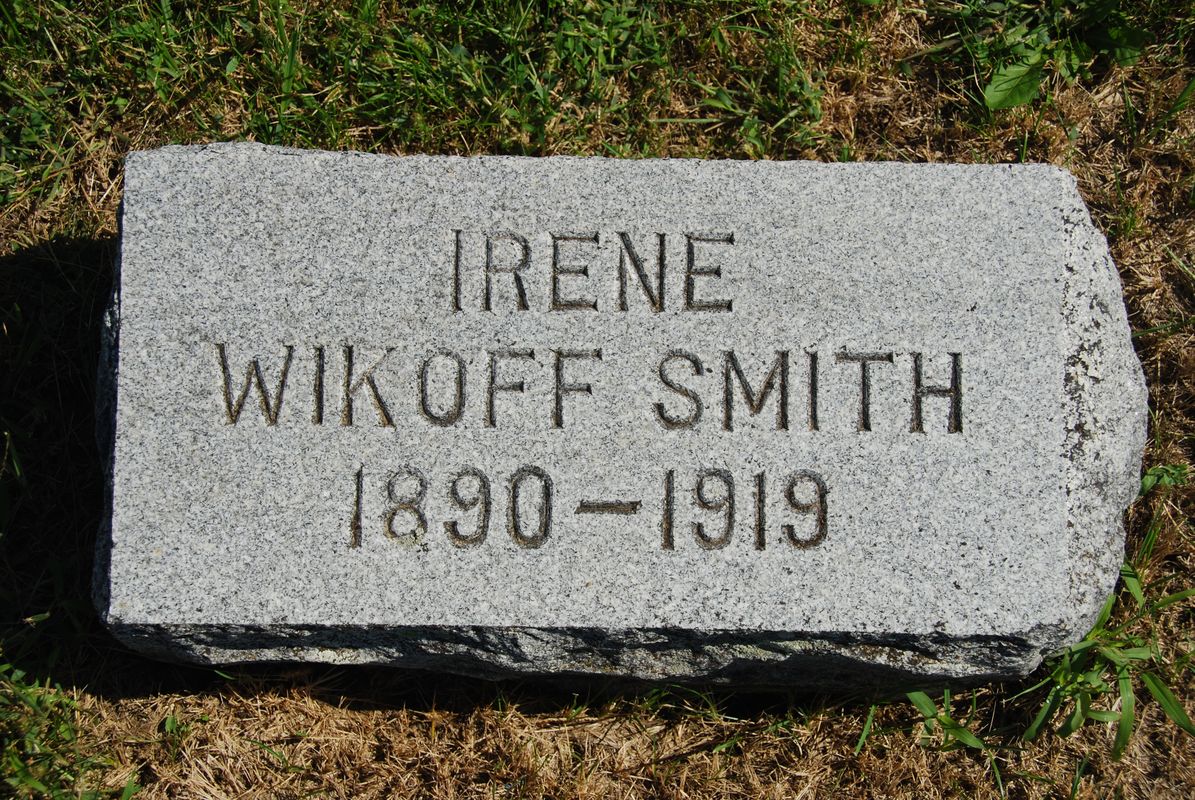 IRENE
WIKOFF SMITH
1890—1919